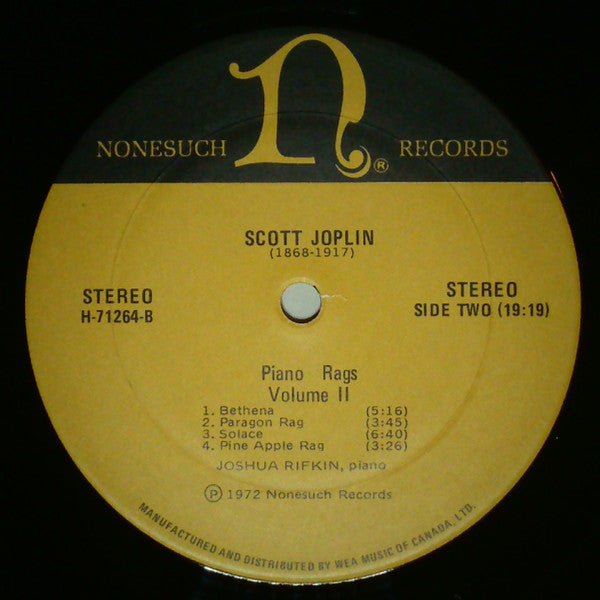 n®
NONESUCH RECORDS
SCOTT JOPLIN
(1868-1917)
STEREO
H-71264-B
STEREO
SIDE TWO (19:19)
Piano Rags
Volume II
1. Bethena (5:16)
2. Paragon Rag (3:45)
3. Solace (6:40)
4. Pine Apple Rag (3:26)
JOSHUA RIFKIN, piano
Ⓟ 1972 Nonesuch Records
MANUFACTURED AND DISTRIBUTED BY WEA MUSIC OF CANADA, LTD.